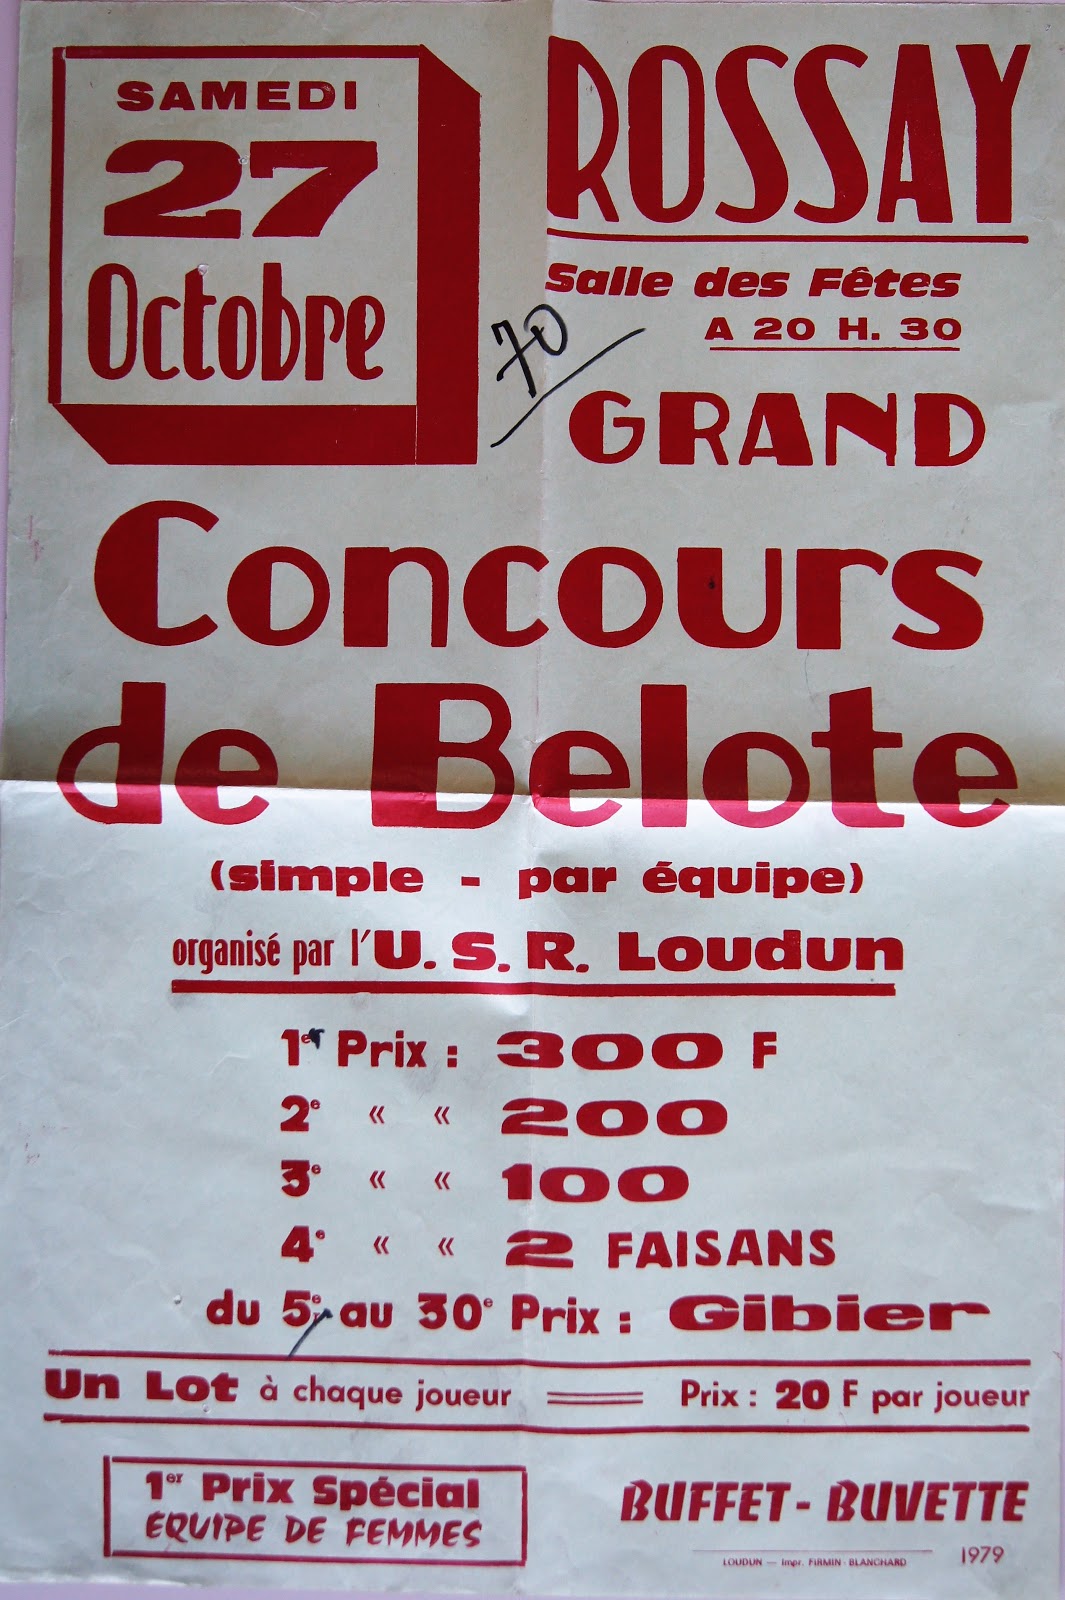 SAMEDI
27
Octobre
ROSSAY
Salle des Fêtes
A 20 H. 30
70
GRAND
Concours
de Belote
(simple - par équipe)
organisé par l'U. S. R. Loudun
1er Prix : 300 F
2e « « 200
3e « « 100
4e « « 2 FAISANS
du 5e au 30e Prix : Gibier
Un Lot à chaque joueur
Prix : 20 F par joueur
1er Prix Spécial
EQUIPE DE FEMMES
BUFFET - BUVETTE
LOUDUN — Impr. FIRMIN-BLANCHARD
1979